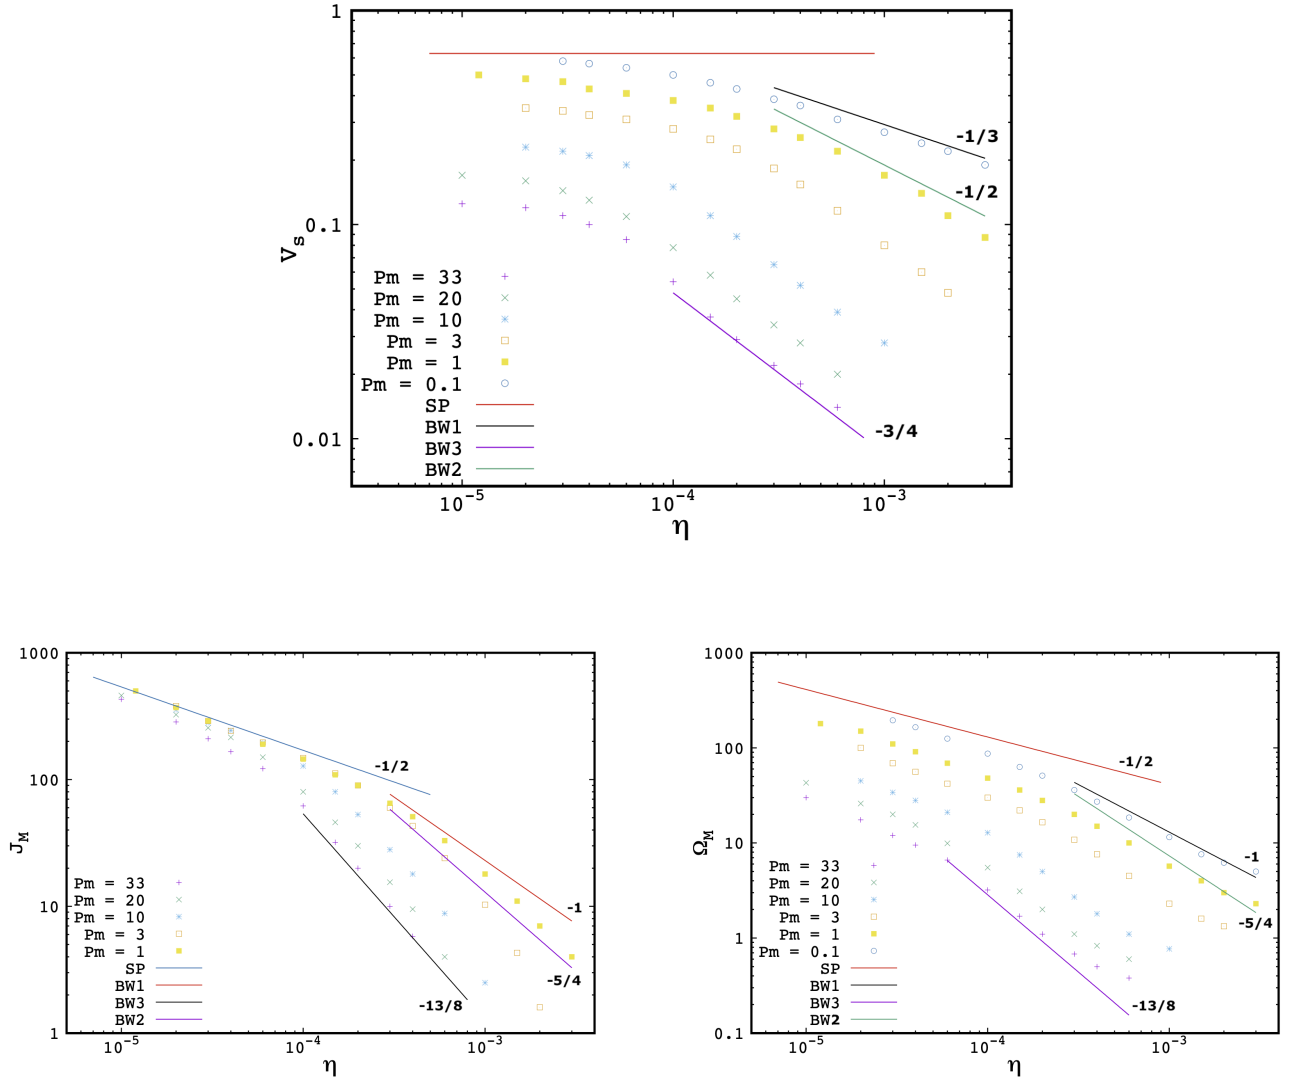 1
0.1
0.01
V_s
Pm = 33
Pm = 20
Pm = 10
Pm = 3
Pm = 1
Pm = 0.1
SP
BW1
BW3
BW2
-1/3
-1/2
-3/4
10^-5
10^-4
10^-3
η
1000
100
10
1
J_M
Pm = 33
Pm = 20
Pm = 10
Pm = 3
Pm = 1
SP
BW1
BW3
BW2
-1/2
-1
-5/4
-13/8
10^-5
10^-4
10^-3
η
1000
100
10
1
0.1
Ω_M
Pm = 33
Pm = 20
Pm = 10
Pm = 3
Pm = 1
Pm = 0.1
SP
BW1
BW3
BW2
-1/2
-1
-5/4
-13/8
10^-5
10^-4
10^-3
η